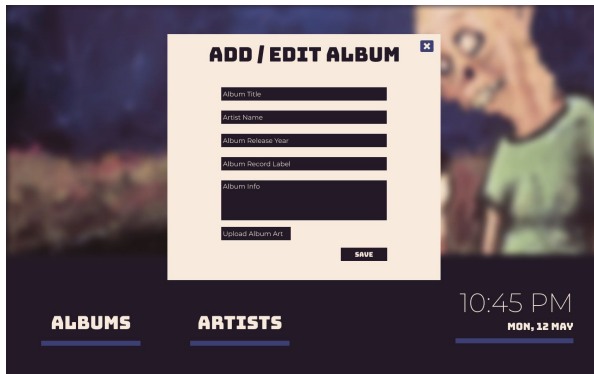 ADD / EDIT ALBUM
Album Title
Artist Name
Album Release Year
Album Record Label
Album Info
Upload Album Art
SAVE
ALBUMS
ARTISTS
10:45 PM
MON, 12 MAY